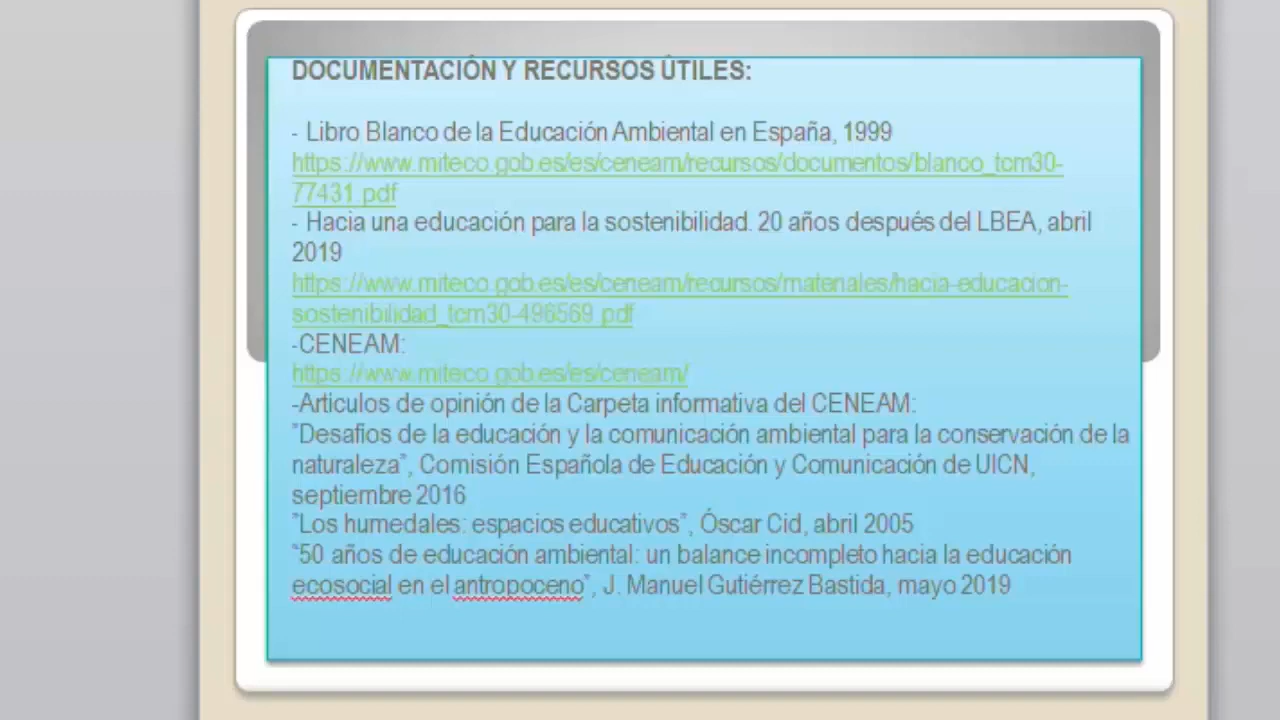 DOCUMENTACIÓN Y RECURSOS ÚTILES:
- Libro Blanco de la Educación Ambiental en España, 1999
https://www.miteco.gob.es/es/ceneam/recursos/documentos/blanco_tcm30-
77431.pdf
- Hacia una educación para la sostenibilidad. 20 años después del LBEA, abril
2019
https://www.miteco.gob.es/es/ceneam/recursos/materiales/hacia-educacion-
sostenibilidad_tcm30-496569.pdf
-CENEAM:
https://www.miteco.gob.es/es/ceneam/
-Articulos de opinión de la Carpeta informativa del CENEAM:
"Desafíos de la educación y la comunicación ambiental para la conservación de la
naturaleza", Comisión Española de Educación y Comunicación de UICN,
septiembre 2016
"Los humedales: espacios educativos", Óscar Cid, abril 2005
"50 años de educación ambiental: un balance incompleto hacia la educación
ecosocial en el antropoceno", J. Manuel Gutiérrez Bastida, mayo 2019